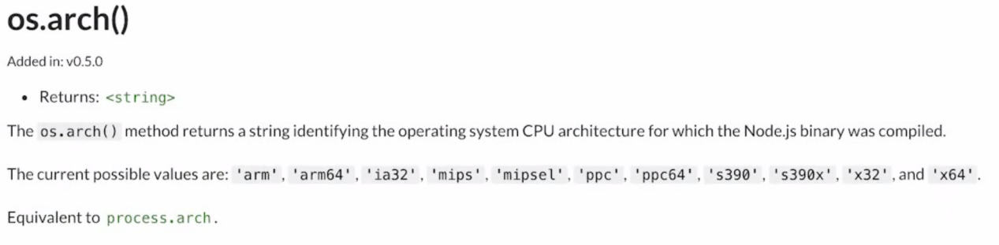 os.arch()
Added in: v0.5.0
• Returns: <string>
The os.arch() method returns a string identifying the operating system CPU architecture for which the Node.js binary was compiled.
The current possible values are: 'arm', 'arm64', 'ia32', 'mips', 'mipsel', 'ppc', 'ppc64', 's390', 's390x', 'x32', and 'x64'.
Equivalent to process.arch.